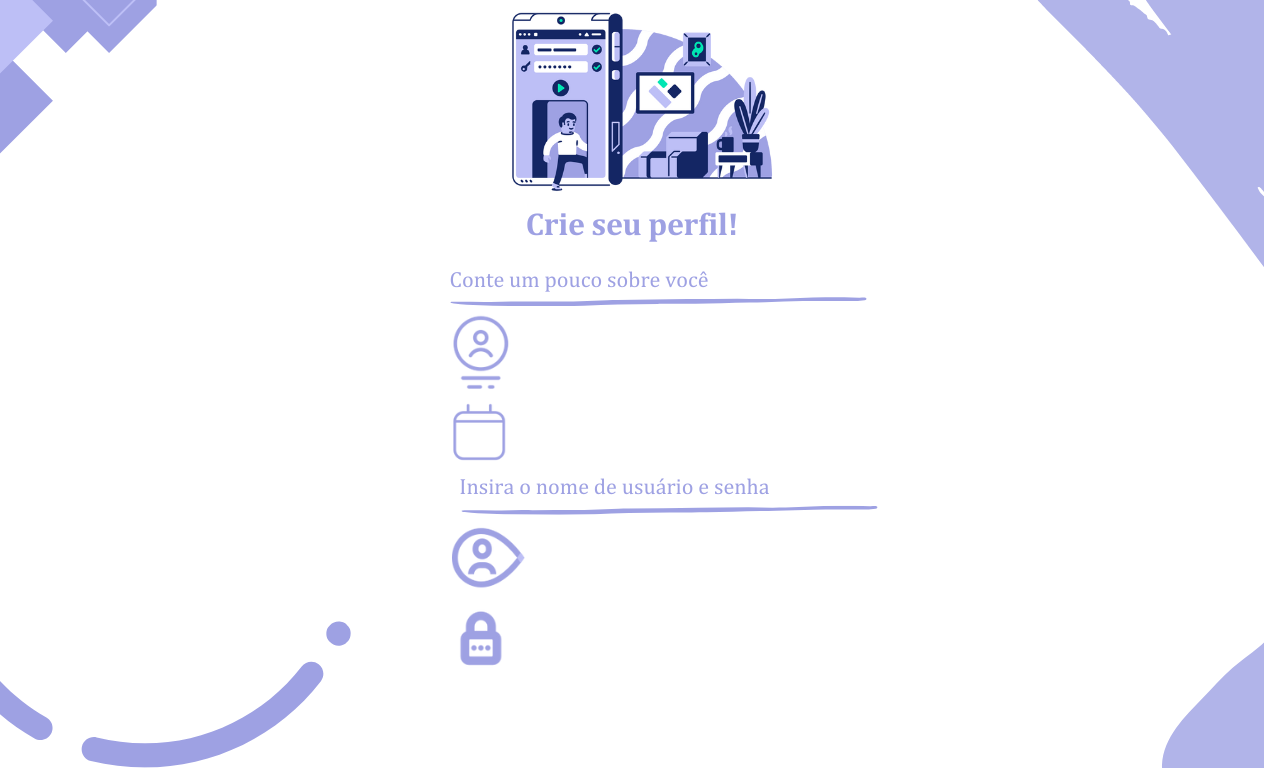 Crie seu perfil!
Conte um pouco sobre você
Insira o nome de usuário e senha